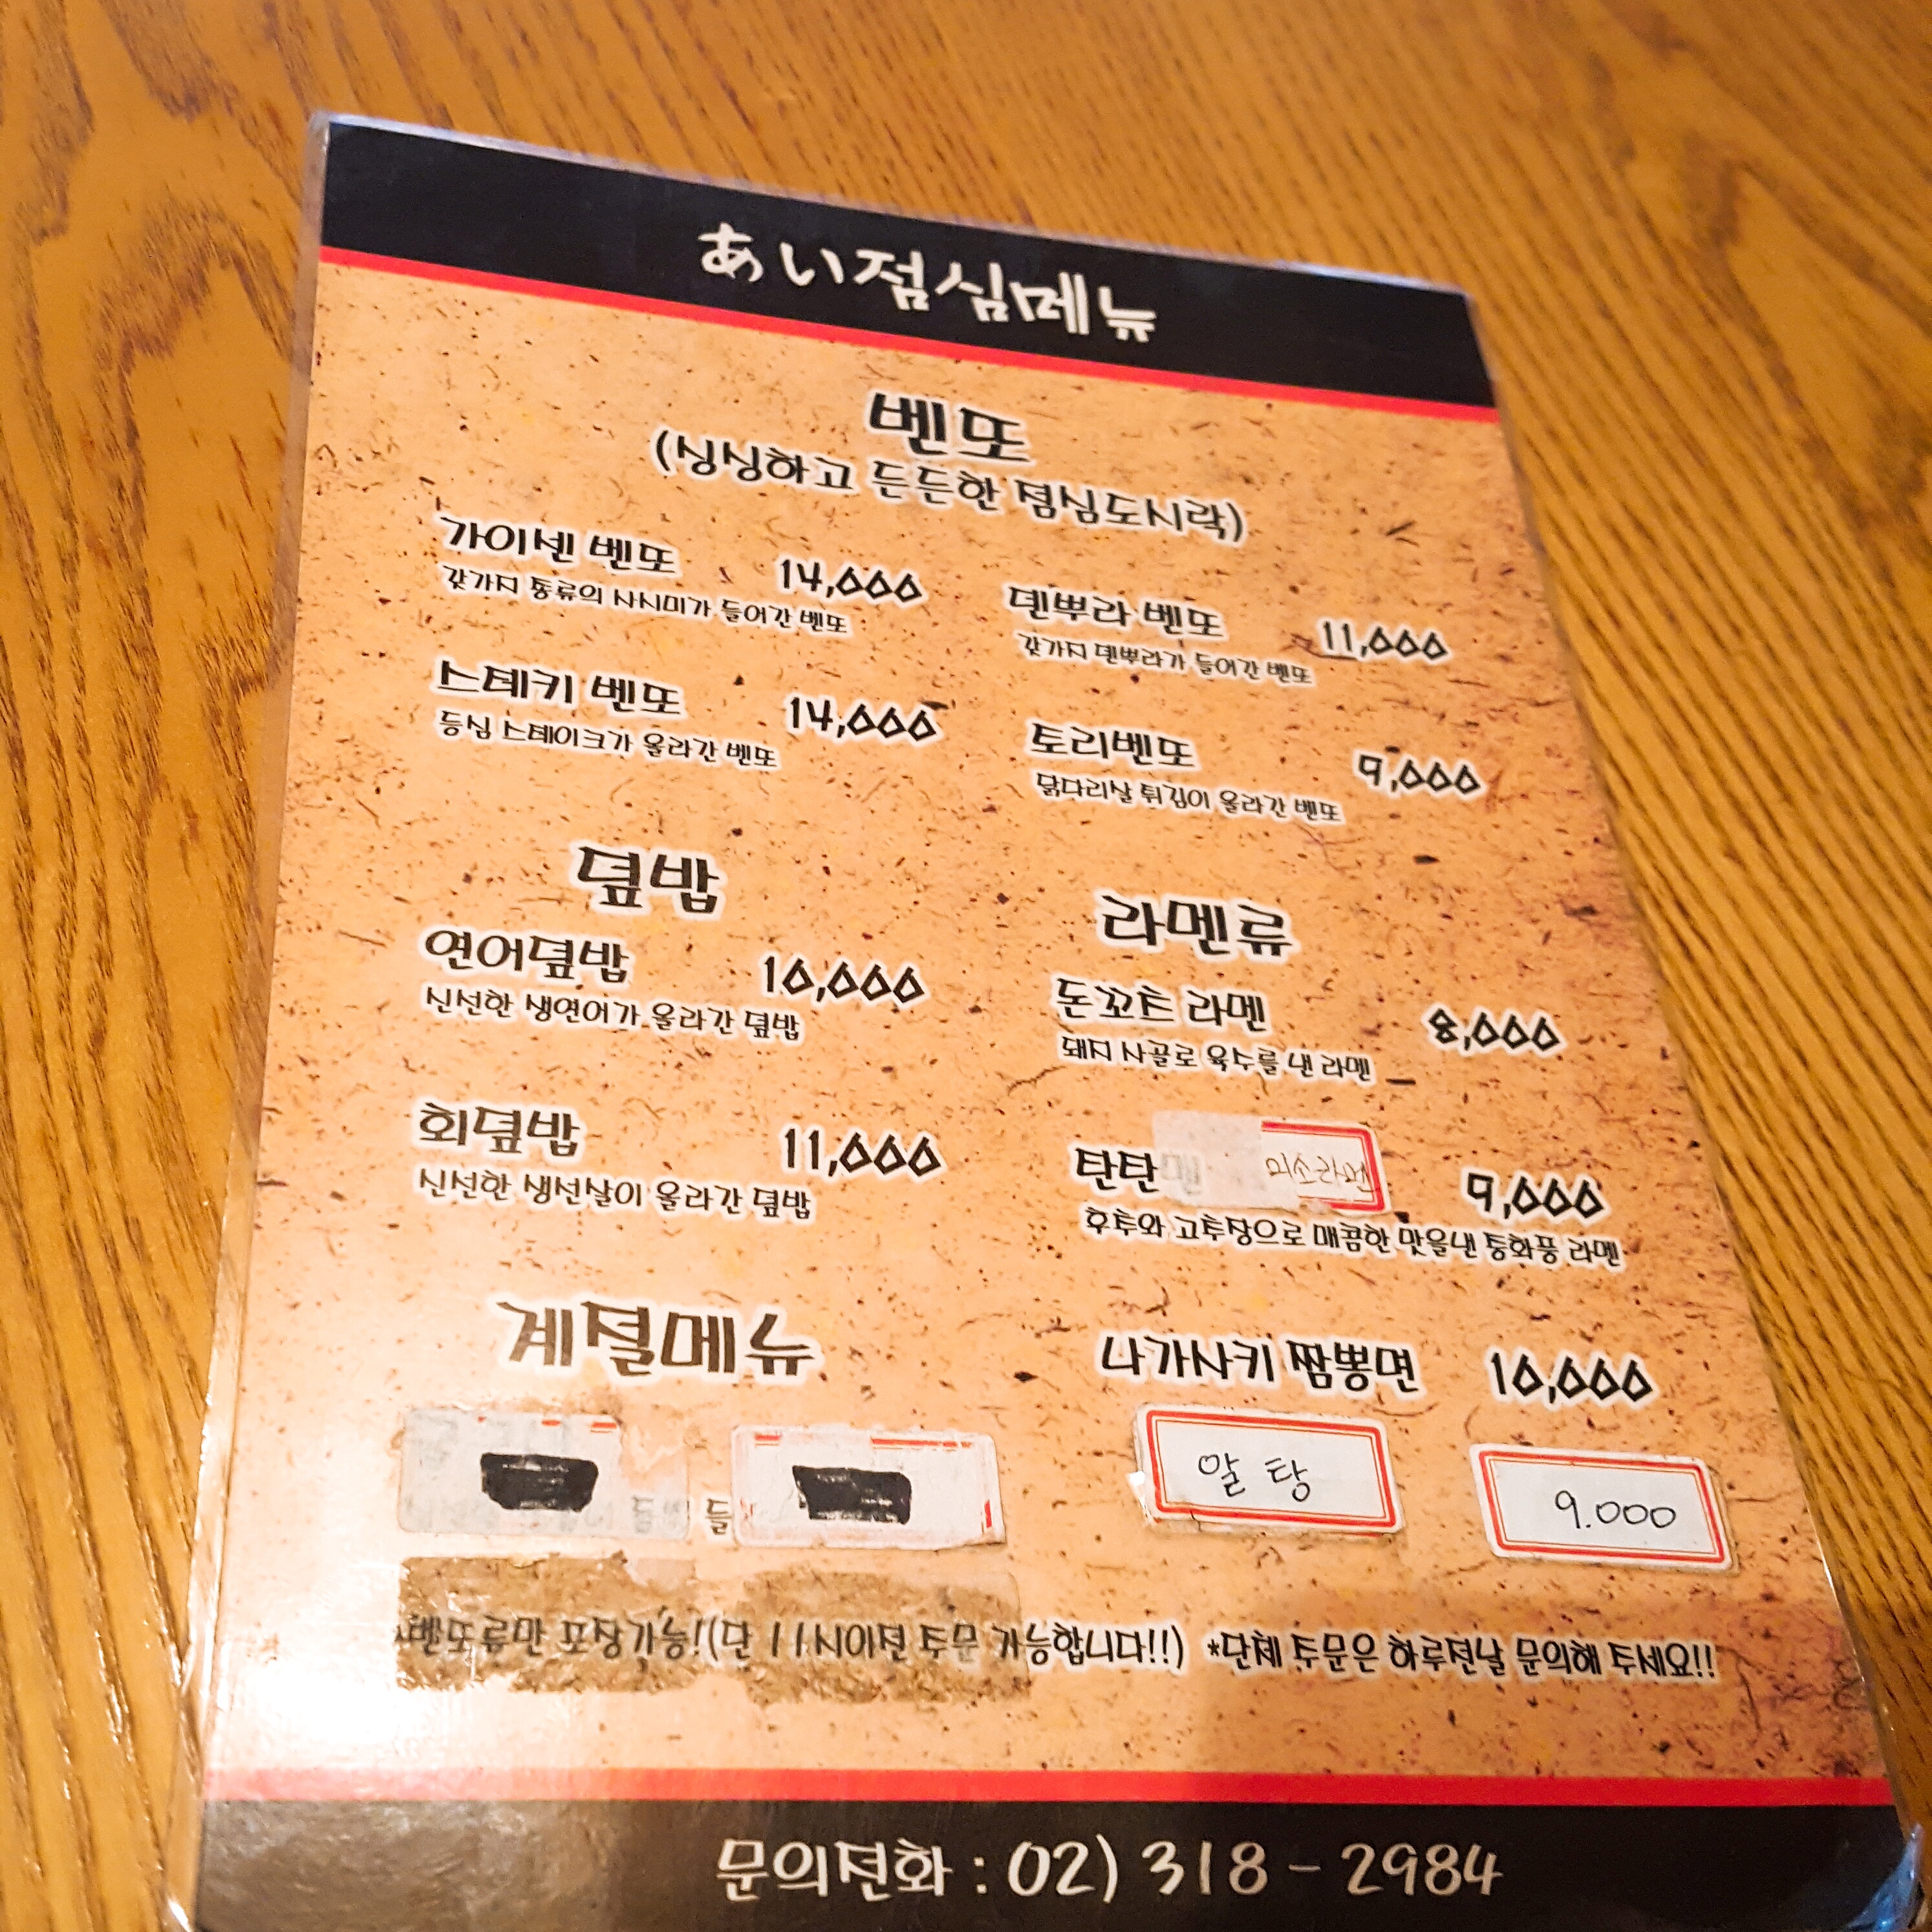 あい점심메뉴
벤또
(싱싱하고 든든한 점심도시락)
가이센 벤또 14,000
갖가지 종류의 사시미가 들어간 벤또
덴뿌라 벤또 11,000
갖가지 덴뿌라가 들어간 벤또
스테키 벤또 14,000
등심 스테이크가 올라간 벤또
토리벤또 9,000
닭다리살 튀김이 올라간 벤또
덮밥
연어덮밥 10,000
신선한 생연어가 올라간 덮밥
회덮밥 11,000
신선한 생선살이 올라간 덮밥
라멘류
돈꼬츠 라멘 8,000
돼지 사골로 육수를 낸 라멘
탄탄멘 미소라멘 9,000
후추와 고추장으로 매콤한 맛을낸 중화풍 라멘
나가사키 짬뽕면 10,000
알탕 9.000
계절메뉴
들
*벤또류만 포장가능!(단 11시이전 주문 가능합니다!!) *단체 주문은 하루전날 문의해 주세요!!
문의전화 : 02) 318-2984